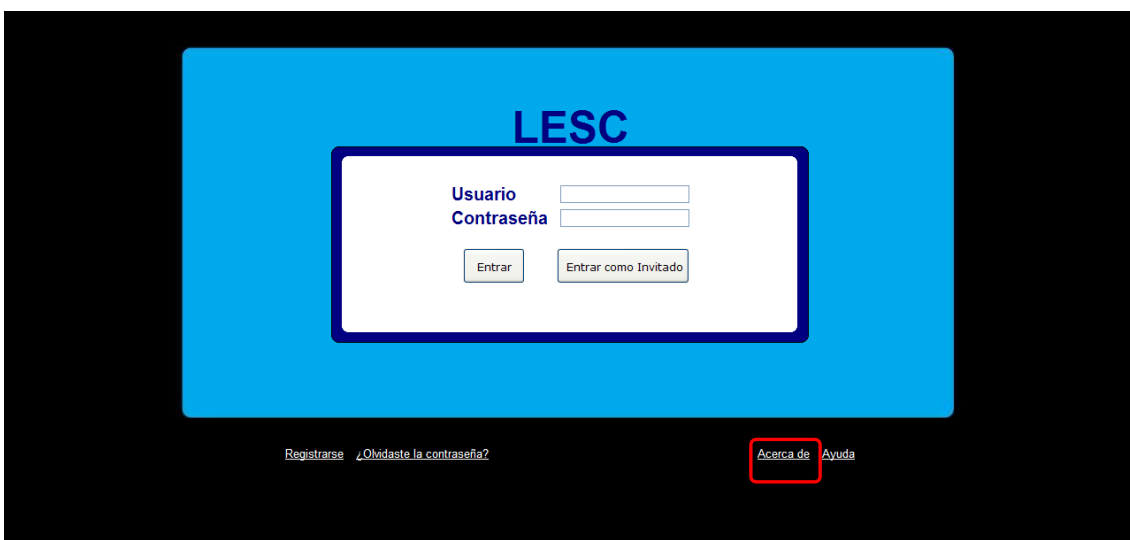 LESC
Usuario
Contraseña
Entrar Entrar como Invitado
Registrarse ¿Olvidaste la contraseña? Acerca de Ayuda